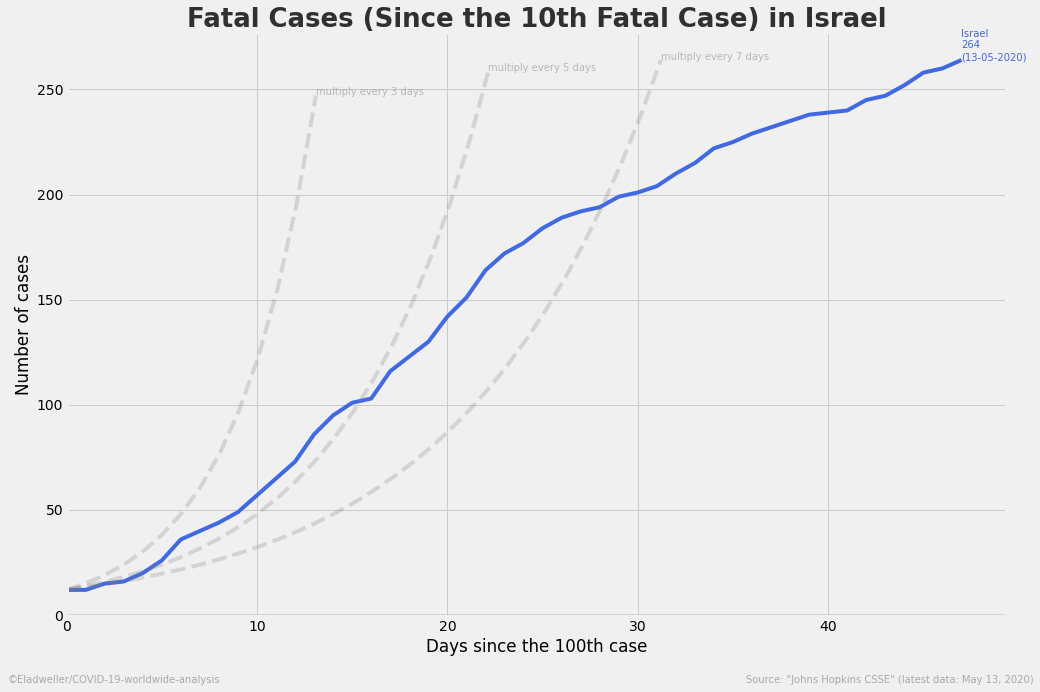 Fatal Cases (Since the 10th Fatal Case) in Israel
Israel
264
(13-05-2020)
multiply every 7 days
multiply every 5 days
multiply every 3 days
Number of cases
250
200
150
100
50
0
0 10 20 30 40
Days since the 100th case
©Eladweller/COVID-19-worldwide-analysis
Source: "Johns Hopkins CSSE" (latest data: May 13, 2020)